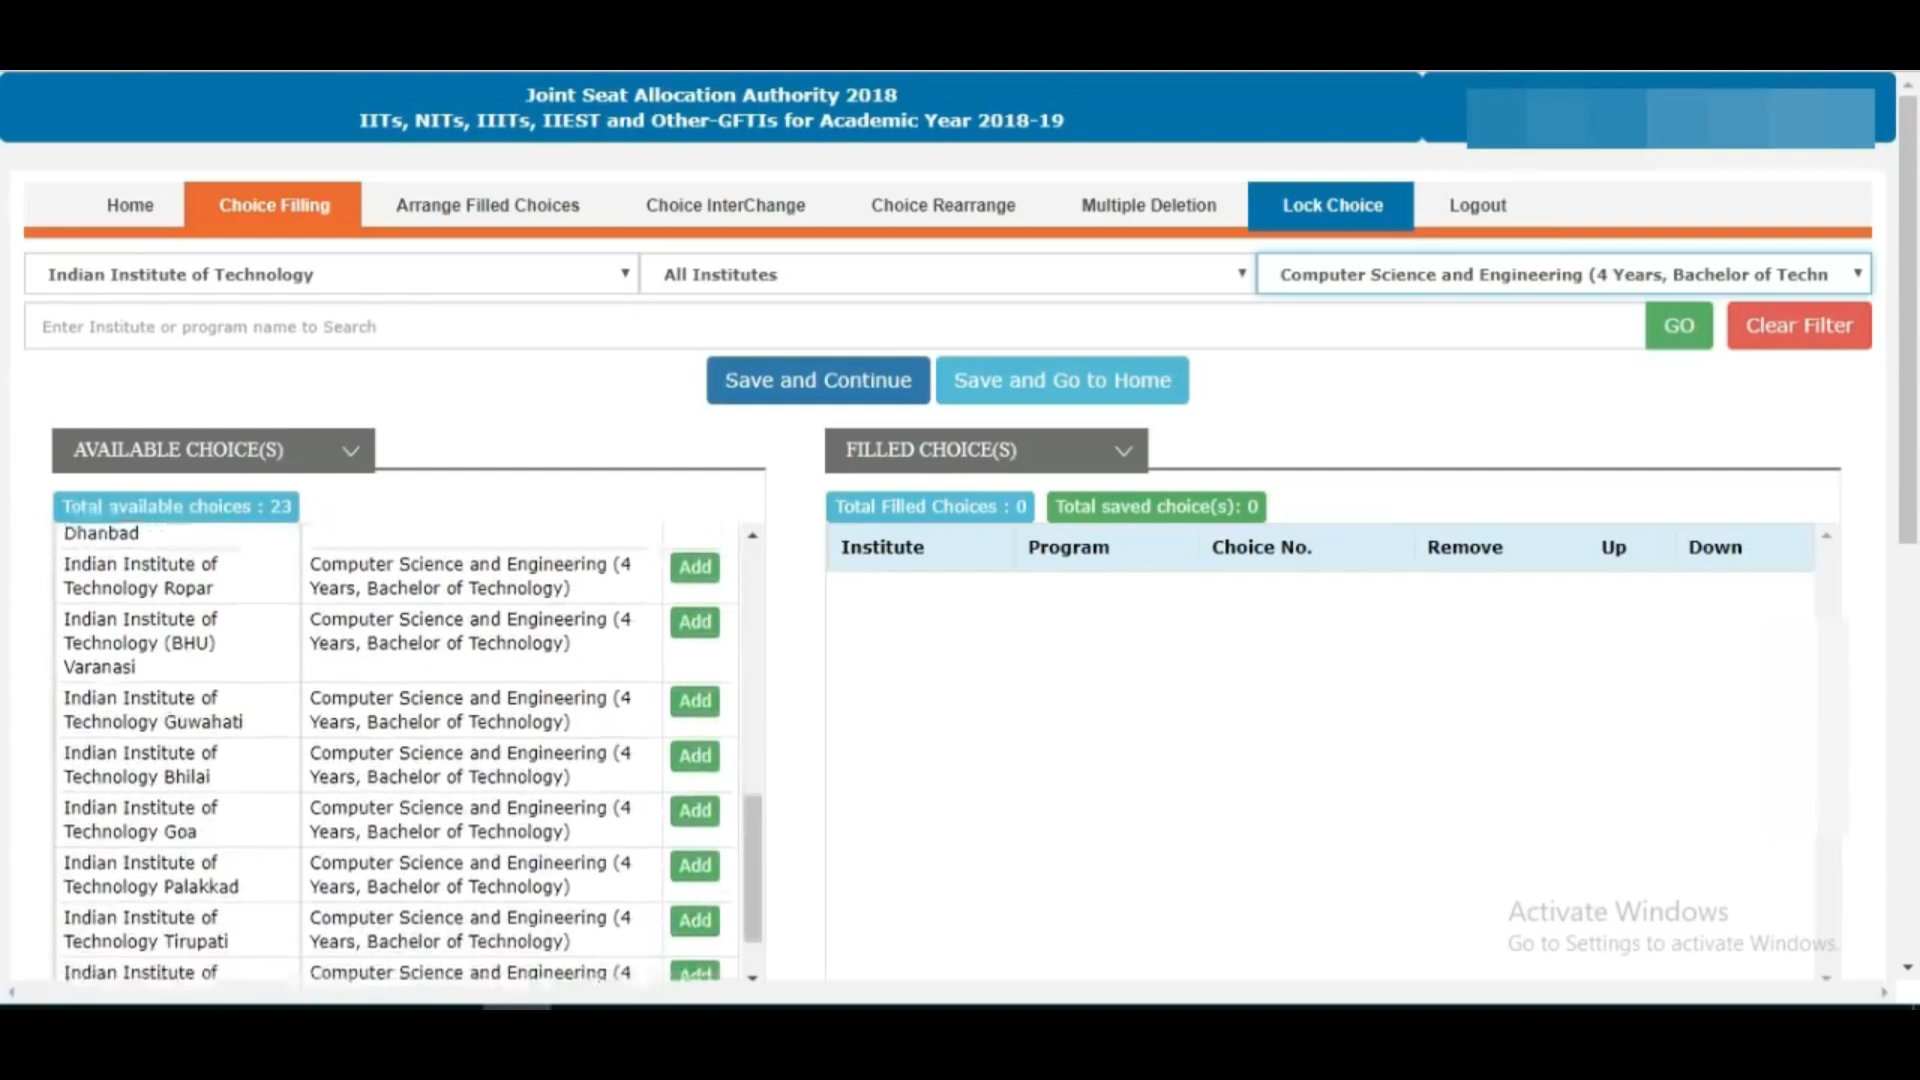 Joint Seat Allocation Authority 2018
IITs, NITs, IIITs, IIEST and Other-GFTIs for Academic Year 2018-19
Home Choice Filling Arrange Filled Choices Choice InterChange Choice Rearrange Multiple Deletion Lock Choice Logout
Indian Institute of Technology All Institutes Computer Science and Engineering (4 Years, Bachelor of Techn
Enter Institute or program name to Search GO Clear Filter
Save and Continue Save and Go to Home
AVAILABLE CHOICE(S)
Total available choices : 23
Dhanbad
Indian Institute of Computer Science and Engineering (4 Add
Technology Ropar Years, Bachelor of Technology)
Indian Institute of Computer Science and Engineering (4 Add
Technology (BHU) Years, Bachelor of Technology)
Varanasi
Indian Institute of Computer Science and Engineering (4 Add
Technology Guwahati Years, Bachelor of Technology)
Indian Institute of Computer Science and Engineering (4 Add
Technology Bhilai Years, Bachelor of Technology)
Indian Institute of Computer Science and Engineering (4 Add
Technology Goa Years, Bachelor of Technology)
Indian Institute of Computer Science and Engineering (4 Add
Technology Palakkad Years, Bachelor of Technology)
Indian Institute of Computer Science and Engineering (4 Add
Technology Tirupati Years, Bachelor of Technology)
Indian Institute of Computer Science and Engineering (4 Add
FILLED CHOICE(S)
Total Filled Choices : 0 Total saved choice(s): 0
Institute Program Choice No. Remove Up Down
Activate Windows
Go to Settings to activate Windows.